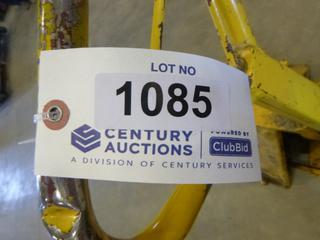 LOT NO
1085
CENTURY
AUCTIONS
POWERED BY
ClubBid
A DIVISION OF CENTURY SERVICES